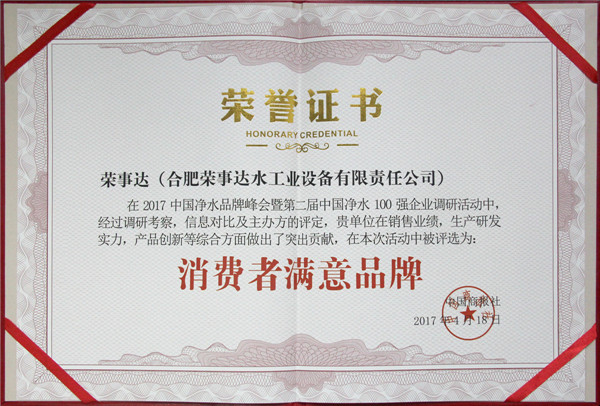 荣誉证书
HONORARY CREDENTIAL
荣事达（合肥荣事达水工业设备有限责任公司）
在2017中国净水品牌峰会暨第二届中国净水100强企业调研活动中，
经过调研考察，信息对比及主办方的评定，贵单位在销售业绩，生产研发
实力，产品创新等综合方面做出了突出贡献，在本次活动中被评选为：
消费者满意品牌
中国商报社
2017年4月18日